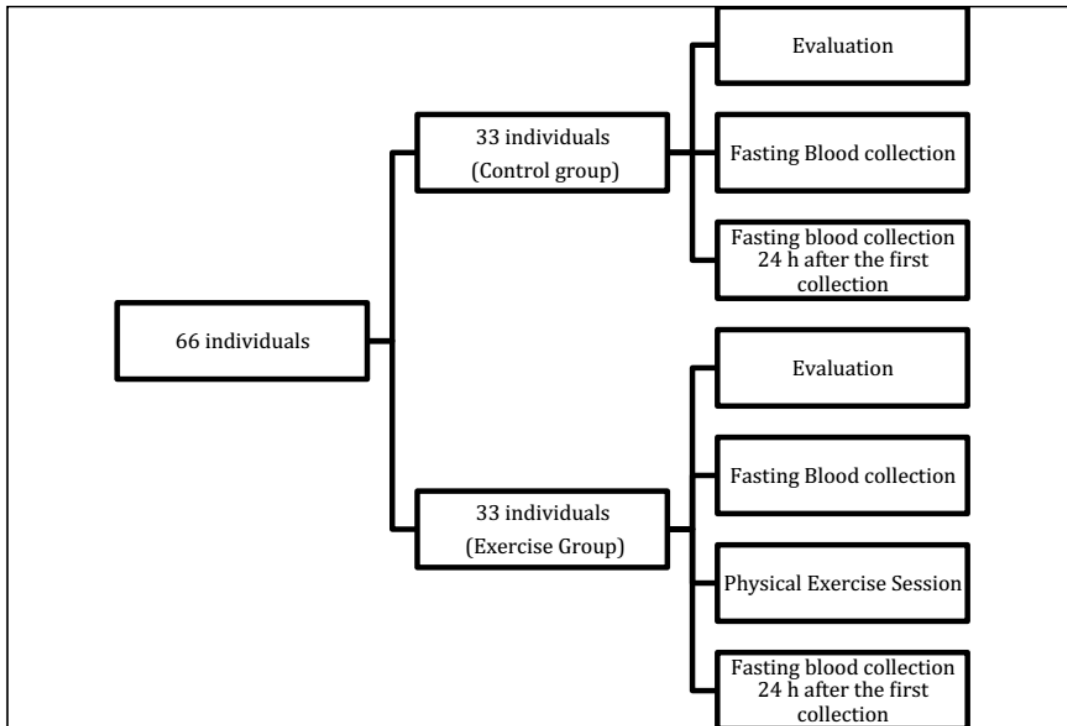 66 individuals
33 individuals
(Control group)
Evaluation
Fasting Blood collection
Fasting blood collection
24 h after the first
collection
33 individuals
(Exercise Group)
Evaluation
Fasting Blood collection
Physical Exercise Session
Fasting blood collection
24 h after the first
collection